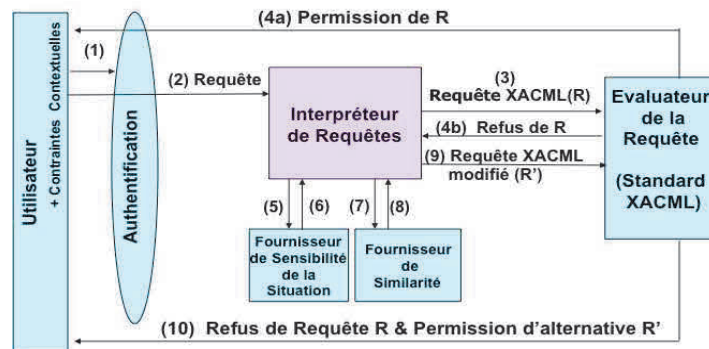 (4a) Permission de R
(1)
(2) Requête
(3)
Requête XACML(R)
(4b) Refus de R
(9) Requête XACML
modifié (R')
Utilisateur
+ Contraintes Contextuelles
Authentification
Interpréteur
de Requêtes
Evaluateur
de la
Requête
(Standard
XACML)
(5)
(6)
(7)
(8)
Fournisseur
de Sensibilité
de la
Situation
Fournisseur
de
Similarité
(10) Refus de Requête R & Permission d'alternative R'